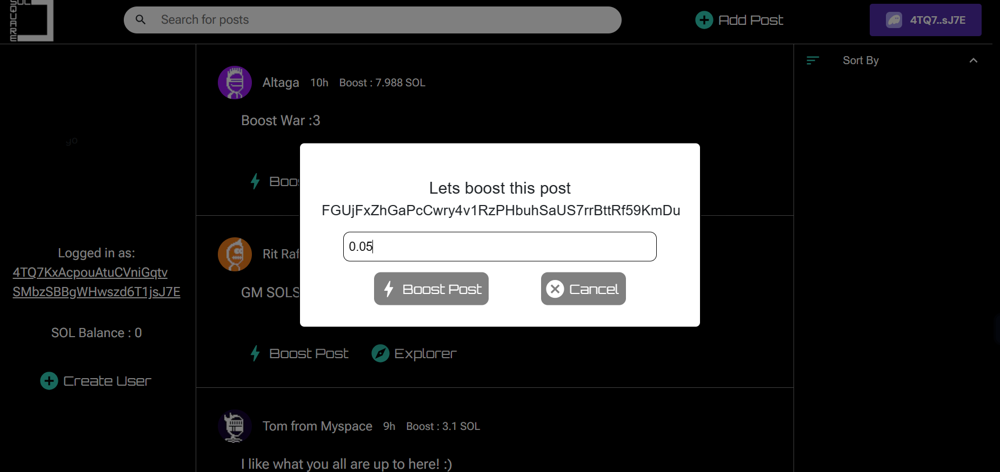 SOL
SQUARE
Search for posts
Add Post
4TQ7..sJ7E
Sort By
Altaga 10h Boost : 7.988 SOL
Boost War :3
yo
Boos
Lets boost this post
FGUjFxZhGaPcCwry4v1RzPHbuhSaUS7rrBttRf59KmDu
0.05
Boost Post
Cancel
Logged in as:
4TQ7KxAcpouAtuCVniGqtv
SMbzSBBgWHwszd6T1jsJ7E
SOL Balance : 0
Create User
Rit Raf
GM SOLS
Boost Post
Explorer
Tom from Myspace 9h Boost : 3.1 SOL
I like what you all are up to here! :)